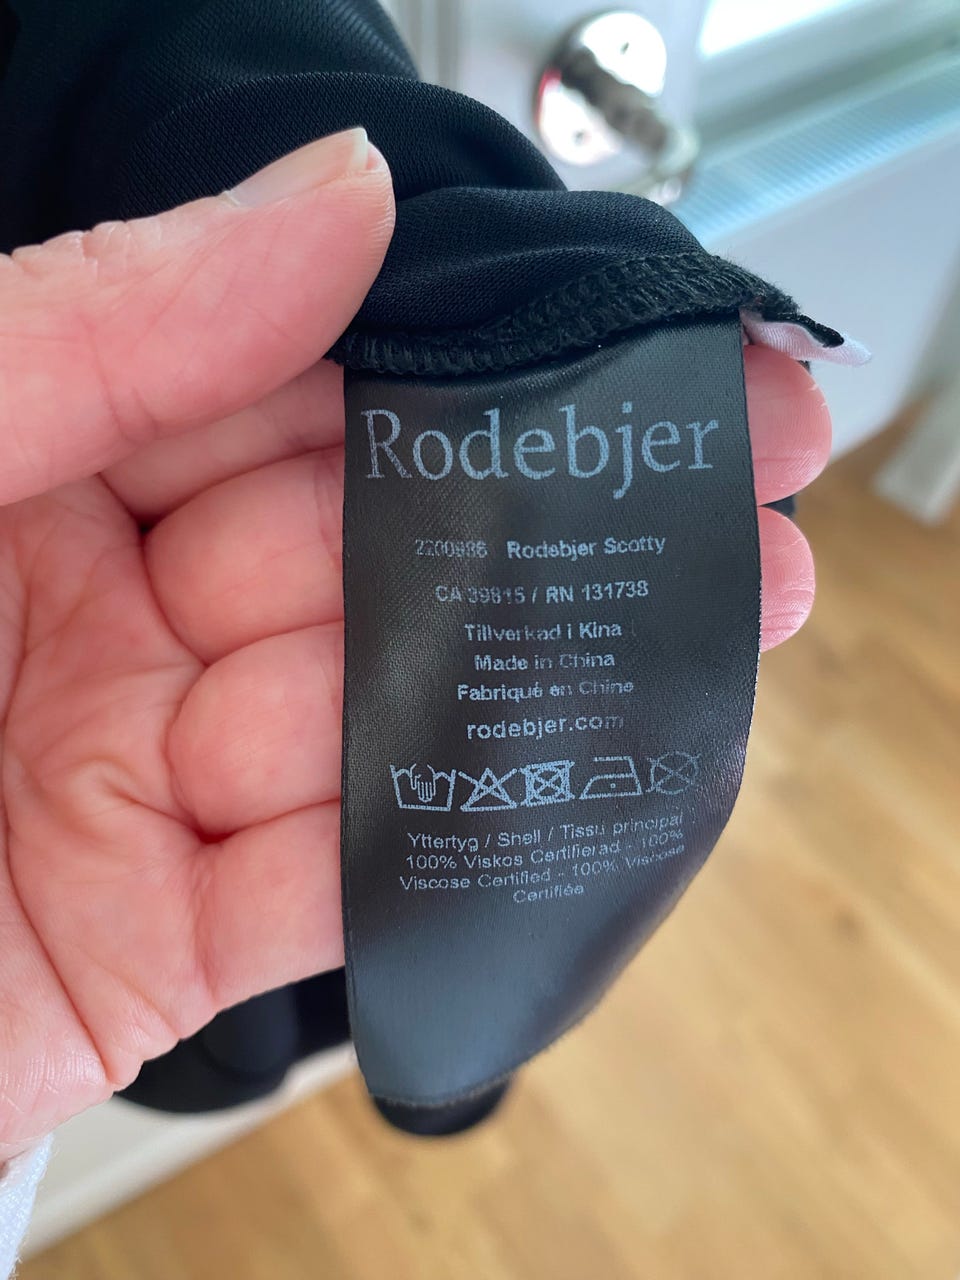 Rodebjer
2200986 Rodebjer Scotty
CA 39815 / RN 131738
Tillverkad i Kina
Made in China
Fabriqué en Chine
rodebjer.com
Yttertyg / Shell / Tissu principal
100% Viskos Certifierad - 100%
Viscose Certified - 100% Viscose
Certifiée